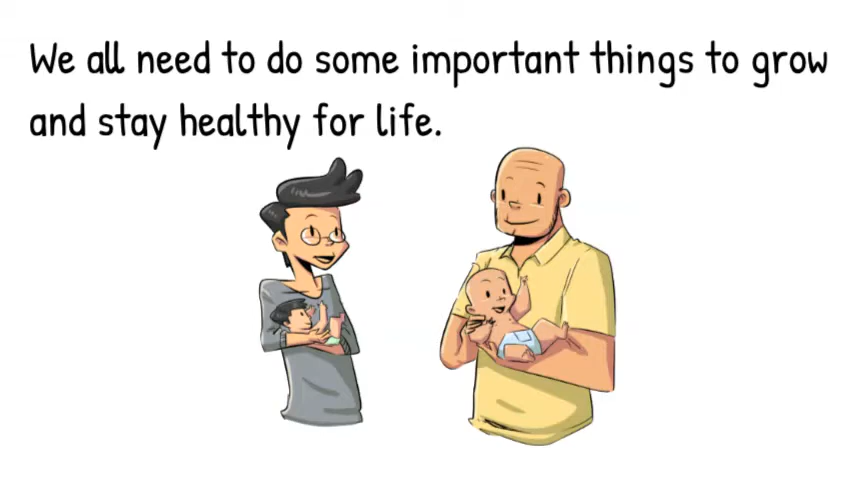 We all need to do some important things to grow
and stay healthy for life.